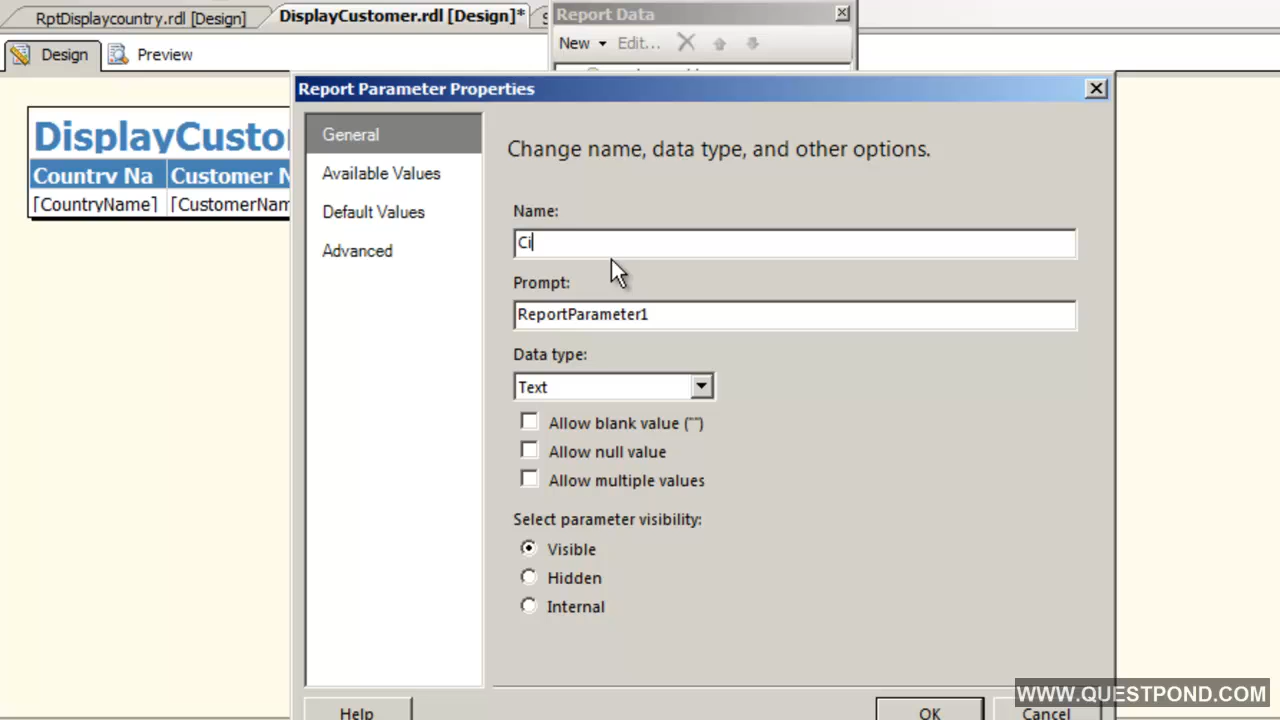 RptDisplaycountry.rdl [Design]
DisplayCustomer.rdl [Design]*
Report Data
New
Edit...
Design
Preview
Report Parameter Properties
General
Available Values
Default Values
Advanced
Change name, data type, and other options.
Name:
Ci
Prompt:
ReportParameter1
Data type:
Text
Allow blank value ("")
Allow null value
Allow multiple values
Select parameter visibility:
Visible
Hidden
Internal
Help
OK
Cancel
DisplayCusto
Country Na
Customer N
[CountryName]
[CustomerNam
WWW.QUESTPOND.COM